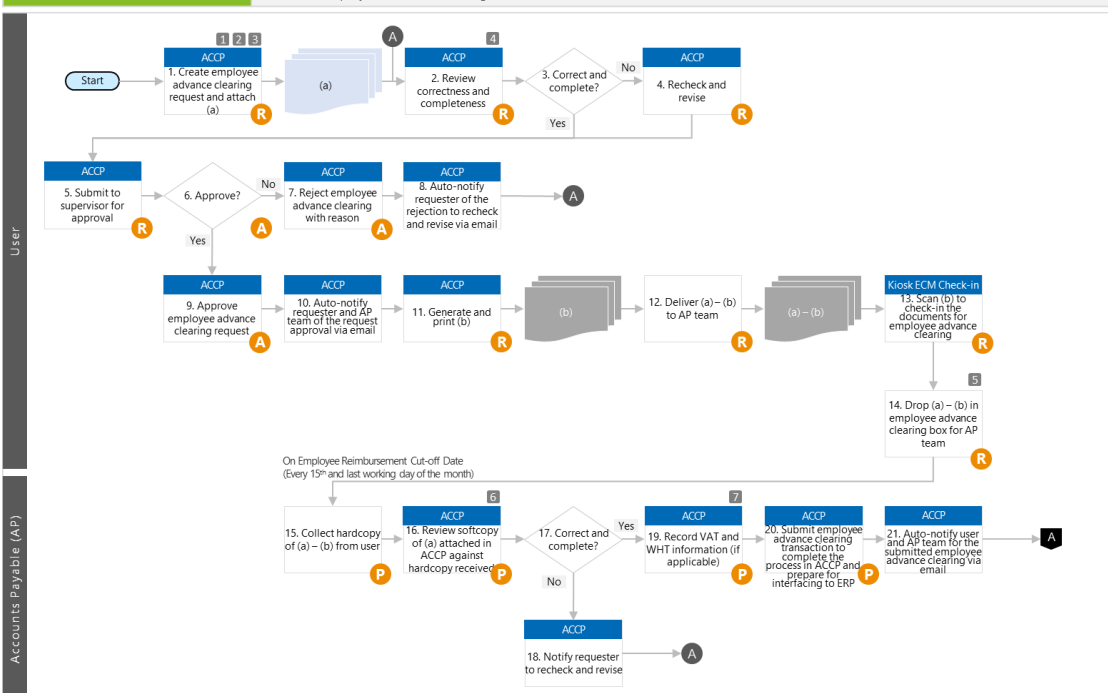 1 2 3
A
4
ACCP
ACCP
ACCP
Start
1. Create employee
advance clearing
request and attach
(a)
R
(a)
2. Review
correctness and
completeness
R
3. Correct and
complete?
No
Yes
4. Recheck and
revise
R
ACCP
ACCP
ACCP
5. Submit to
supervisor for
approval
R
6. Approve?
No
A
Yes
7. Reject employee
advance clearing
with reason
A
8. Auto-notify
requester of the
rejection to recheck
and revise via email
A
User
ACCP
ACCP
ACCP
Kiosk ECM Check-in
9. Approve
employee advance
clearing request
A
10. Auto-notify
requester and AP
team of the request
approval via email
11. Generate and
print (b)
R
(b)
12. Deliver (a) – (b)
to AP team
R
(a) – (b)
13. Scan (b) to
check-in the
documents for
employee advance
clearing
R
5
14. Drop (a) – (b) in
employee advance
clearing box for AP
team
R
On Employee Reimbursement Cut-off Date
(Every 15th and last working day of the month)
Accounts Payable (AP)
6
7
ACCP
ACCP
ACCP
ACCP
15. Collect hardcopy
of (a) – (b) from user
P
16. Review softcopy
of (a) attached in
ACCP against
hardcopy received
P
17. Correct and
complete?
Yes
No
19. Record VAT and
WHT information (if
applicable)
P
20. Submit employee
advance clearing
transaction to
complete the
process in ACCP and
prepare for
interfacing to ERP
P
21. Auto-notify user
and AP team for the
submitted employee
advance clearing via
email
A
ACCP
18. Notify requester
to recheck and revise
A